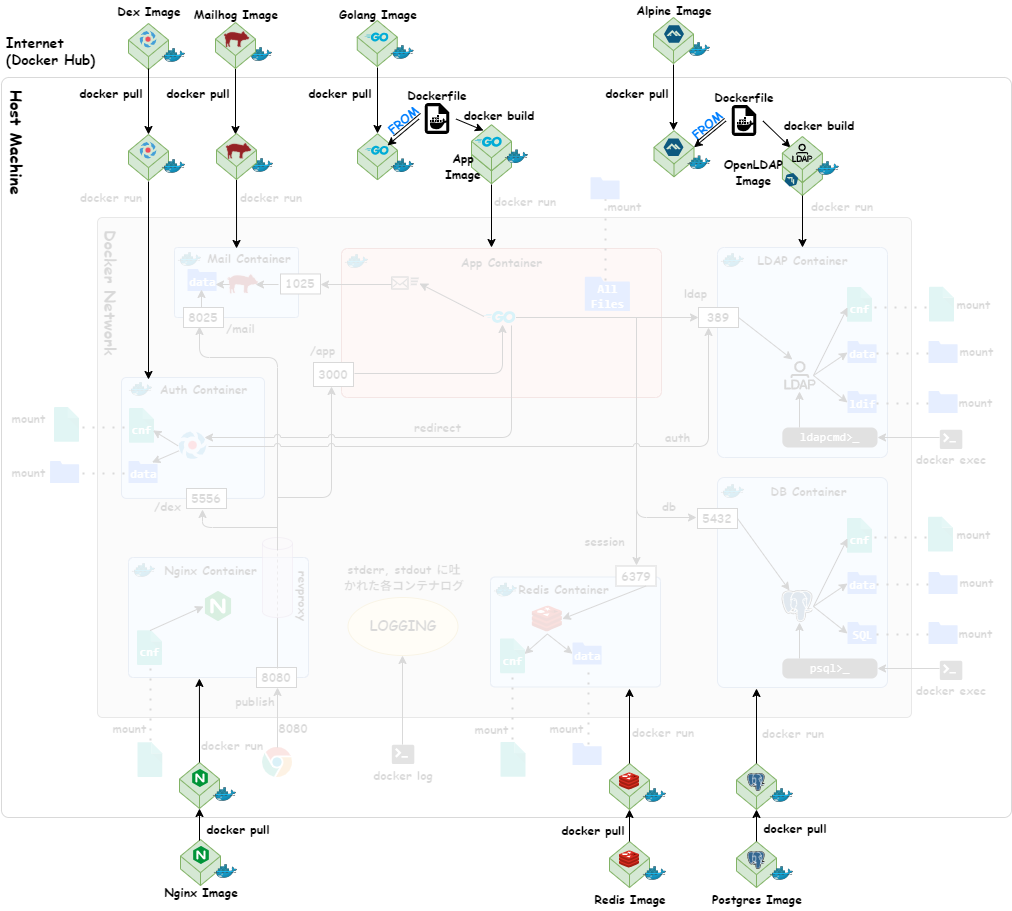 Dex Image
Mailhog Image
Golang Image
Alpine Image
Internet
(Docker Hub)
docker pull
docker pull
docker pull
docker pull
Host Machine
Dockerfile
FROM
GO
docker build
Dockerfile
FROM
docker build
GO
GO
App
Image
LDAP
OpenLDAP
Image
docker run
docker run
docker run
docker run
mount
Docker Network
Mail Container
data
1025
8025
/mail
App Container
GO
All
Files
ldap
389
LDAP Container
cnf
data
ldif
mount
mount
mount
LDAP
ldapcmd>_
docker exec
/app
3000
Auth Container
cnf
data
mount
mount
redirect
auth
5556
/dex
DB Container
db
5432
cnf
data
SQL
mount
mount
mount
psql>_
docker exec
session
6379
Nginx Container
revproxy
cnf
8080
publish
8080
mount
docker run
stderr, stdout に吐
かれた各コンテナログ
LOGGING
docker log
Redis Container
cnf
data
mount
mount
docker run
docker run
docker pull
docker pull
docker pull
Nginx Image
Redis Image
Postgres Image